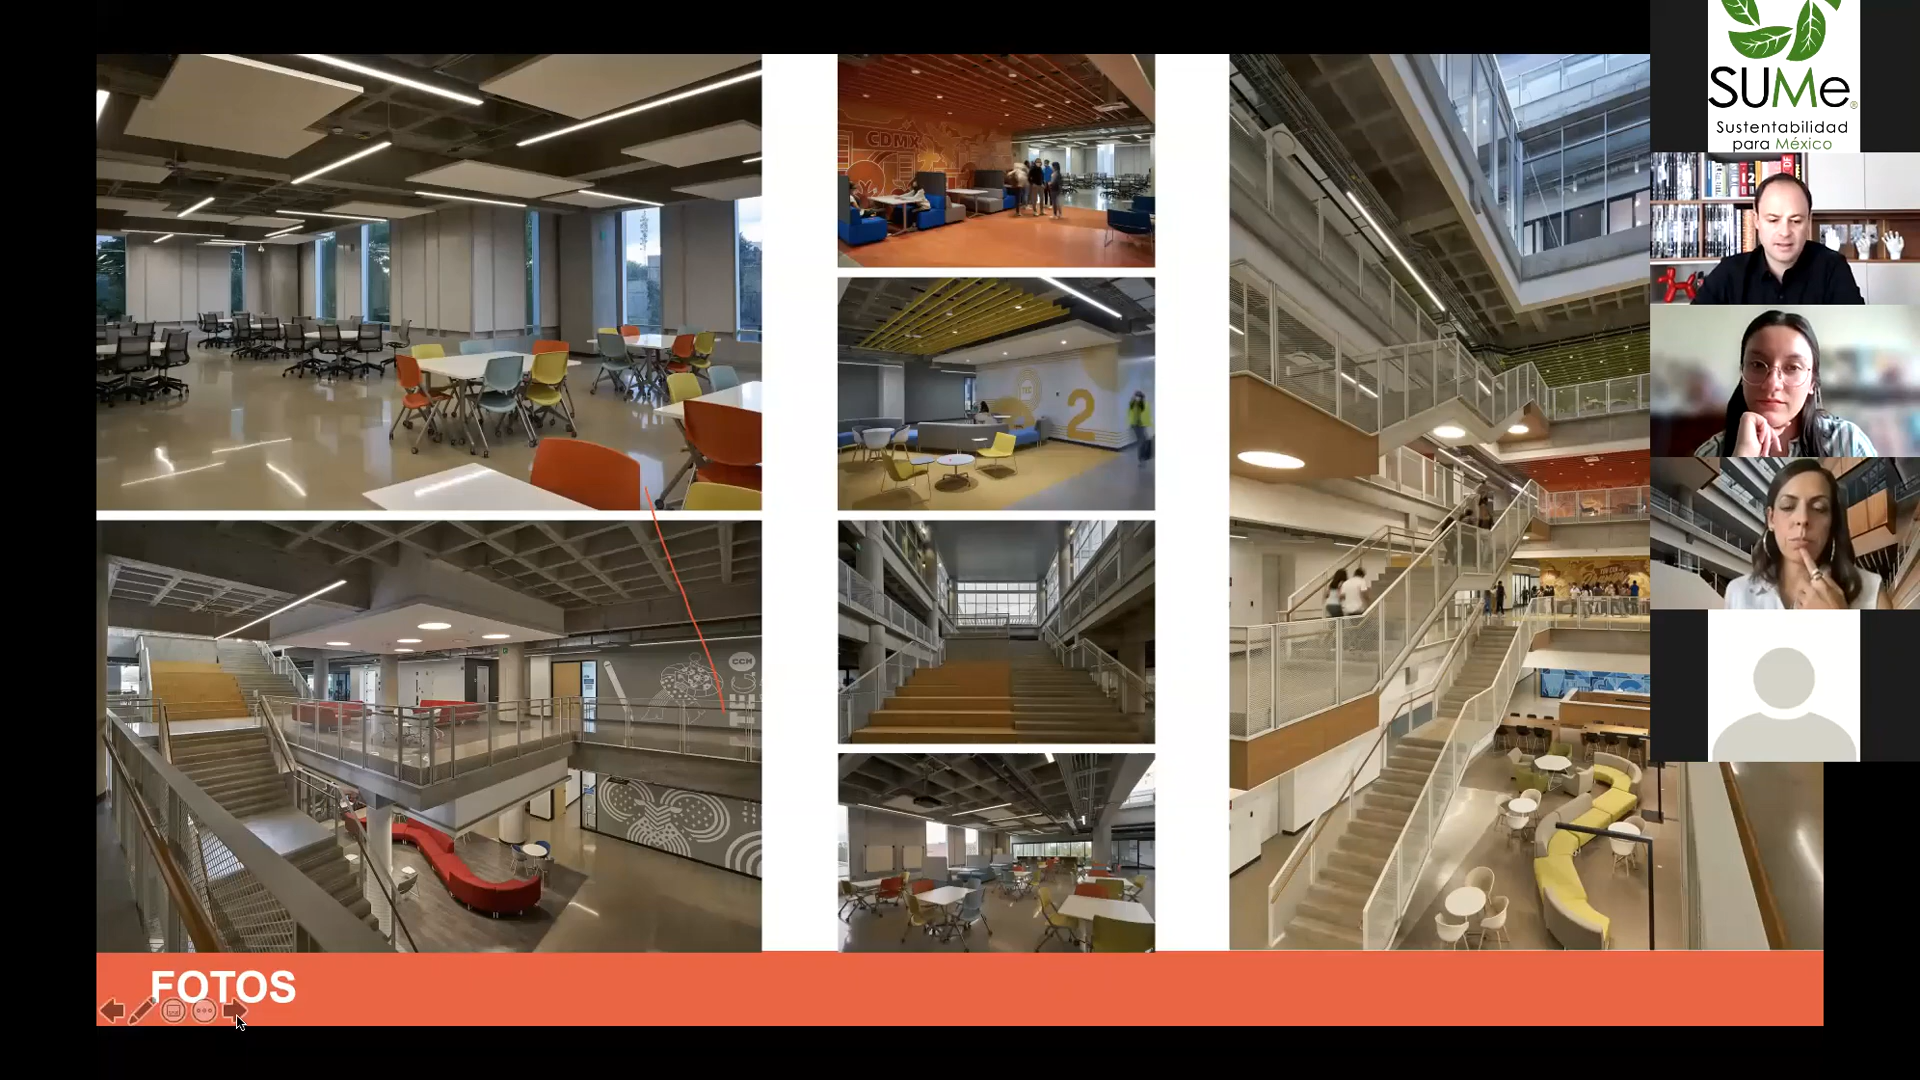 SUMe®
Sustentabilidad
para México
CDMX
2
CCM
FOTOS